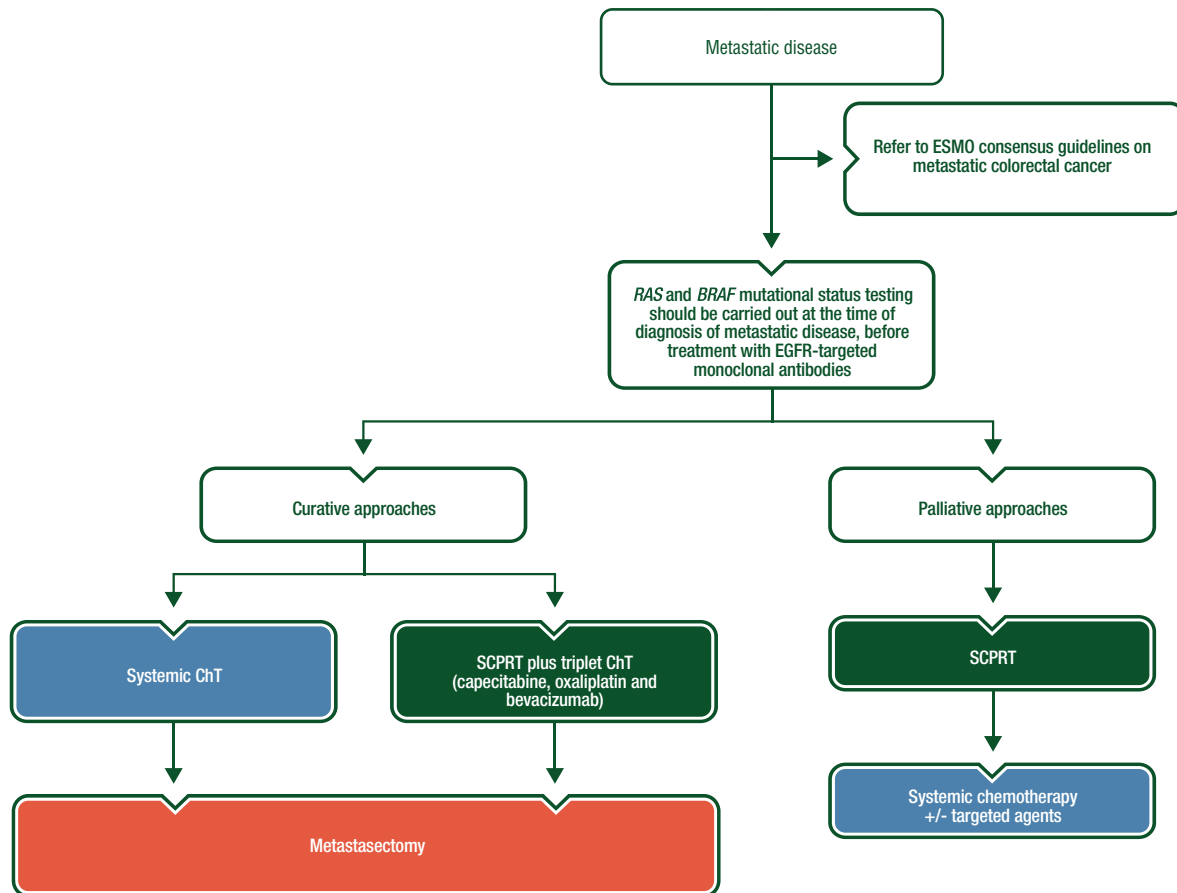 Metastatic disease
Refer to ESMO consensus guidelines on
metastatic colorectal cancer
RAS and BRAF mutational status testing
should be carried out at the time of
diagnosis of metastatic disease, before
treatment with EGFR-targeted
monoclonal antibodies
Curative approaches
Palliative approaches
Systemic ChT
SCPRT plus triplet ChT
(capecitabine, oxaliplatin and
bevacizumab)
SCPRT
Metastasectomy
Systemic chemotherapy
+/- targeted agents